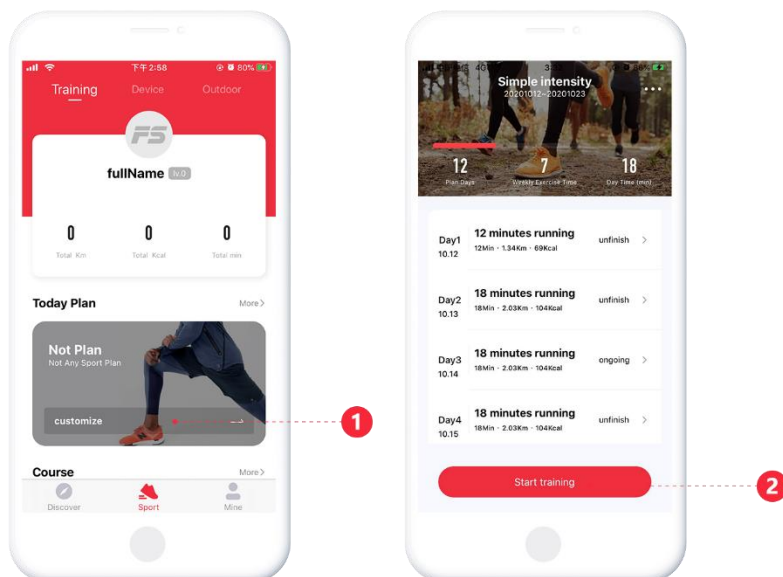 下午2:58
80%
Training Device Outdoor
FS
fullName lv.0
0 0 0
Total Km Total Kcal Total min
Today Plan More >
Not Plan
Not Any Sport Plan
customize
1
Course More >
Discover Sport Mine
Simple intensity
20201012~20201023
12 7 18
Plan Days Weekly Exercise Time Day Time (min)
Day1 12 minutes running unfinish >
10.12 12Min - 1.34Km - 69Kcal
Day2 18 minutes running unfinish >
10.13 18Min - 2.03Km - 104Kcal
Day3 18 minutes running ongoing >
10.14 18Min - 2.03Km - 104Kcal
Day4 18 minutes running unfinish >
10.15 18Min - 2.03Km - 104Kcal
Start training
2